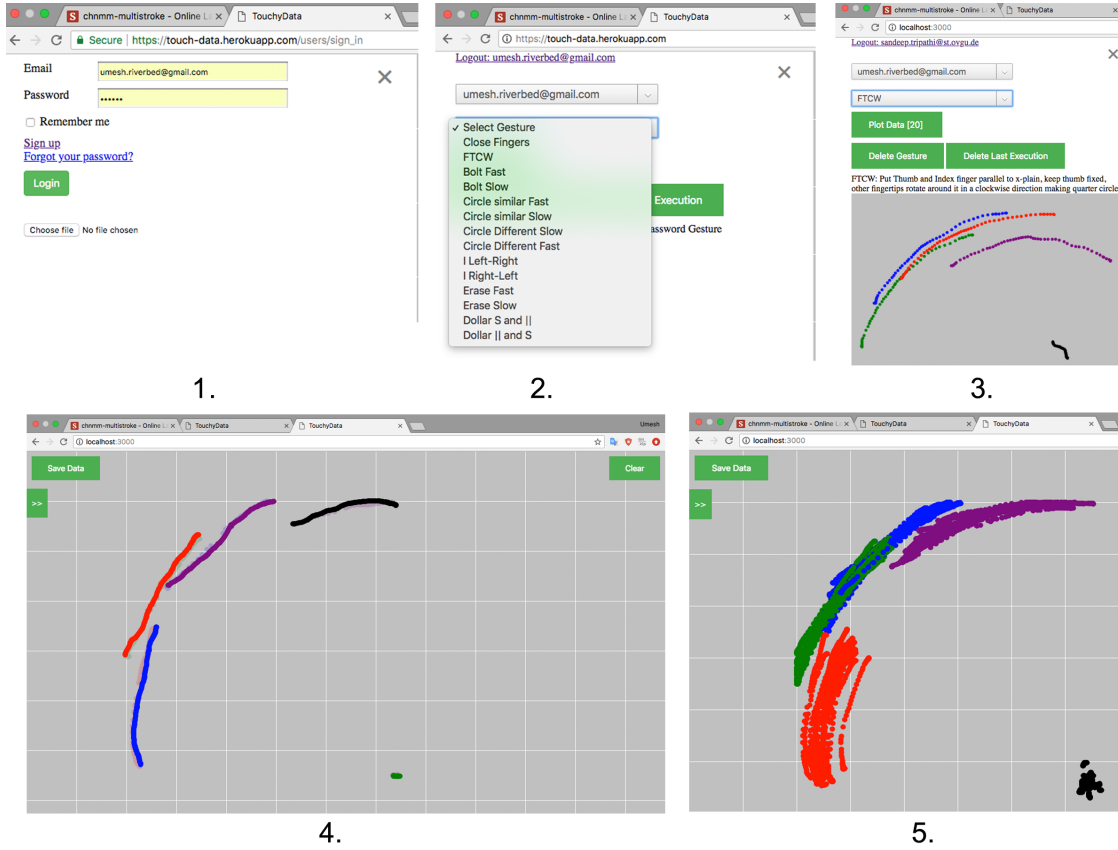 chnmm-multistroke - Online Le
TouchyData
Secure
https://touch-data.herokuapp.com/users/sign_in
Email
umesh.riverbed@gmail.com
Password
••••••
Remember me
Sign up
Forgot your password?
Login
Choose file No file chosen
1.
chnmm-multistroke - Online Le
TouchyData
https://touch-data.herokuapp.com
Logout: umesh.riverbed@gmail.com
umesh.riverbed@gmail.com
✓ Select Gesture
Close Fingers
FTCW
Bolt Fast
Bolt Slow
Circle similar Fast
Circle similar Slow
Circle Different Slow
Circle Different Fast
I Left-Right
I Right-Left
Erase Fast
Erase Slow
Dollar S and ||
Dollar || and S
Execution
assword Gesture
2.
chnmm-multistroke - Online Le
TouchyData
localhost:3000
Logout: sandeep.tripathi@st.ovgu.de
umesh.riverbed@gmail.com
FTCW
Plot Data [20]
Delete Gesture
Delete Last Execution
FTCW: Put Thumb and Index finger parallel to x-plain, keep thumb fixed,
other fingertips rotate around it in a clockwise direction making quarter circle
3.
chnmm-multistroke - Online Le
TouchyData
TouchyData
Umesh
localhost:3000
Save Data
Clear
>>
4.
chnmm-multistroke - Online Le
TouchyData
TouchyData
localhost:3000
Save Data
>>
5.